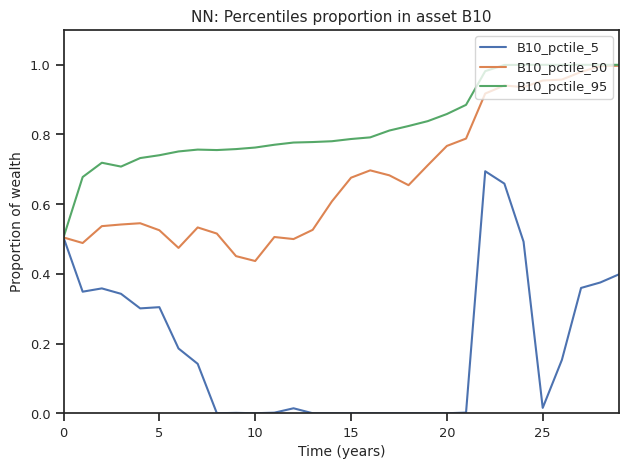 NN: Percentiles proportion in asset B10
B10_pctile_5
B10_pctile_50
B10_pctile_95
Proportion of wealth
1.0
0.8
0.6
0.4
0.2
0.0
0 5 10 15 20 25
Time (years)